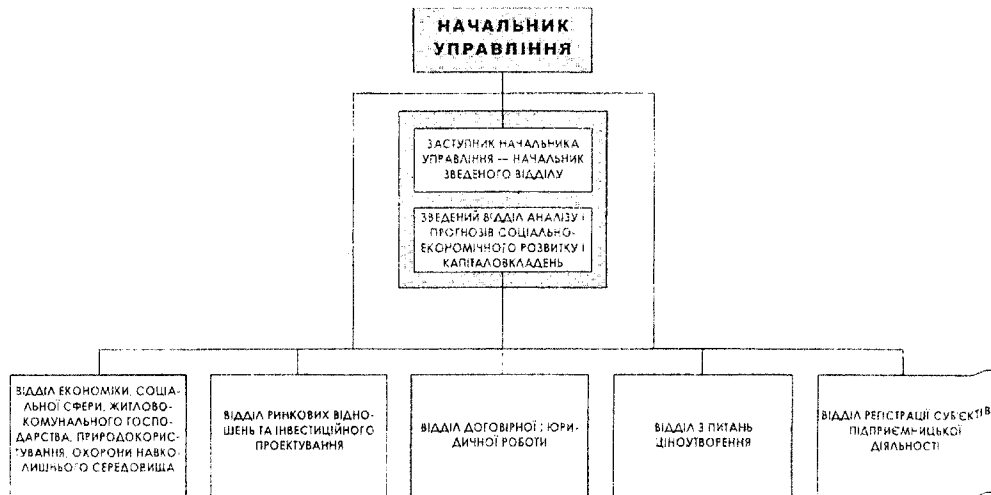 НАЧАЛЬНИК
УПРАВЛІННЯ
ЗАСТУПНИК НАЧАЛЬНИКА
УПРАВЛІННЯ — НАЧАЛЬНИК
ЗВЕДЕНОГО ВІДДІЛУ
ЗВЕДЕНИЙ ВІДДІЛ АНАЛІЗУ І
ПРОГНОЗІВ СОЦІАЛЬНО-
ЕКОНОМІЧНОГО РОЗВИТКУ І
КАПІТАЛОВКЛАДЕНЬ
ВІДДІЛ ЕКОНОМІКИ, СОЦІА-
ЛЬНОЇ СФЕРИ, ЖИТЛОВО-
КОМУНАЛЬНОГО ГОСПО-
ДАРСТВА, ПРИРОДОКОРИС-
ТУВАННЯ, ОХОРОНИ НАВКО-
ЛИШНЬОГО СЕРЕДОВИЩА
ВІДДІЛ РИНКОВИХ ВІДНО-
ШЕНЬ ТА ІНВЕСТИЦІЙНОГО
ПРОЕКТУВАННЯ
ВІДДІЛ ДОГОВІРНОЇ І ЮРИ-
ДИЧНОЇ РОБОТИ
ВІДДІЛ З ПИТАНЬ
ЦІНОУТВОРЕННЯ
ВІДДІЛ РЕГІСТРАЦІЇ СУБ'ЄКТІВ
ПІДПРИЄМНИЦЬКОЇ
ДІЯЛЬНОСТІ